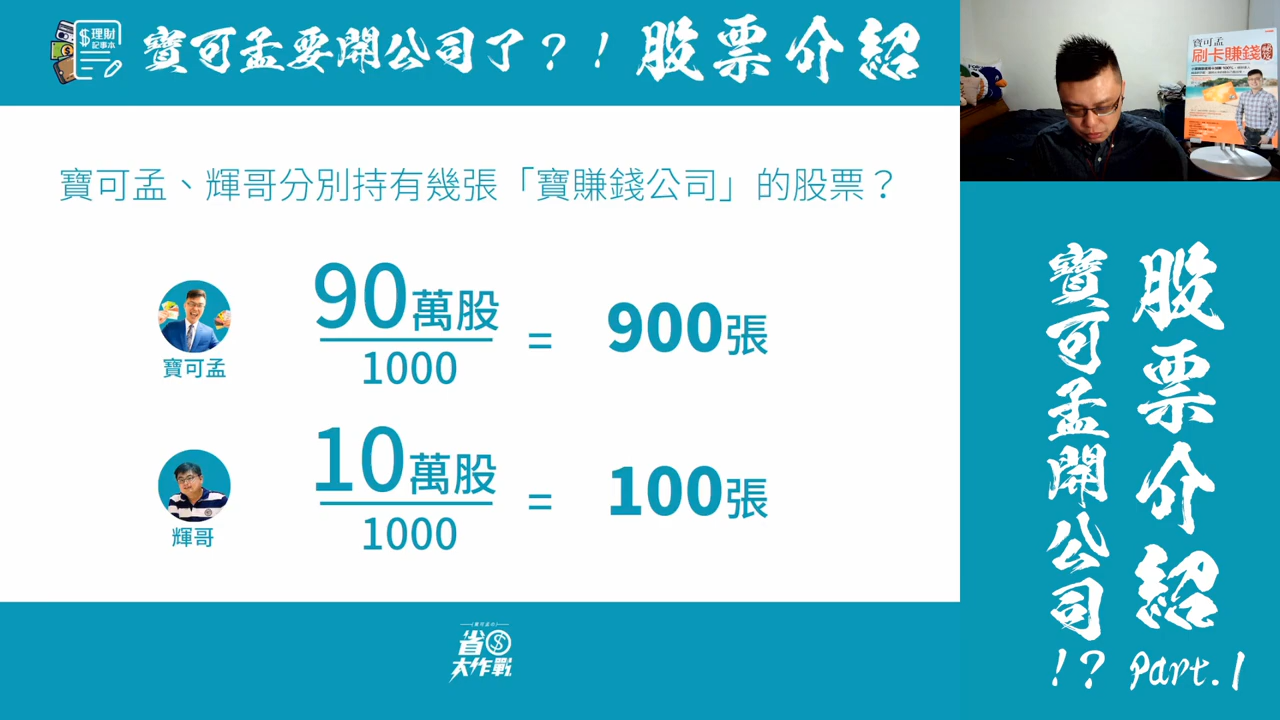 理財
記事本
寶可孟要開公司了？！股票介紹
寶可孟、輝哥分別持有幾張「寶賺錢公司」的股票？
90萬股
1000
=
900張
寶可孟
10萬股
1000
=
100張
輝哥
省$
大作戰
寶可孟
刷卡賺錢
股票介紹 Part.1
寶可孟開公司!?